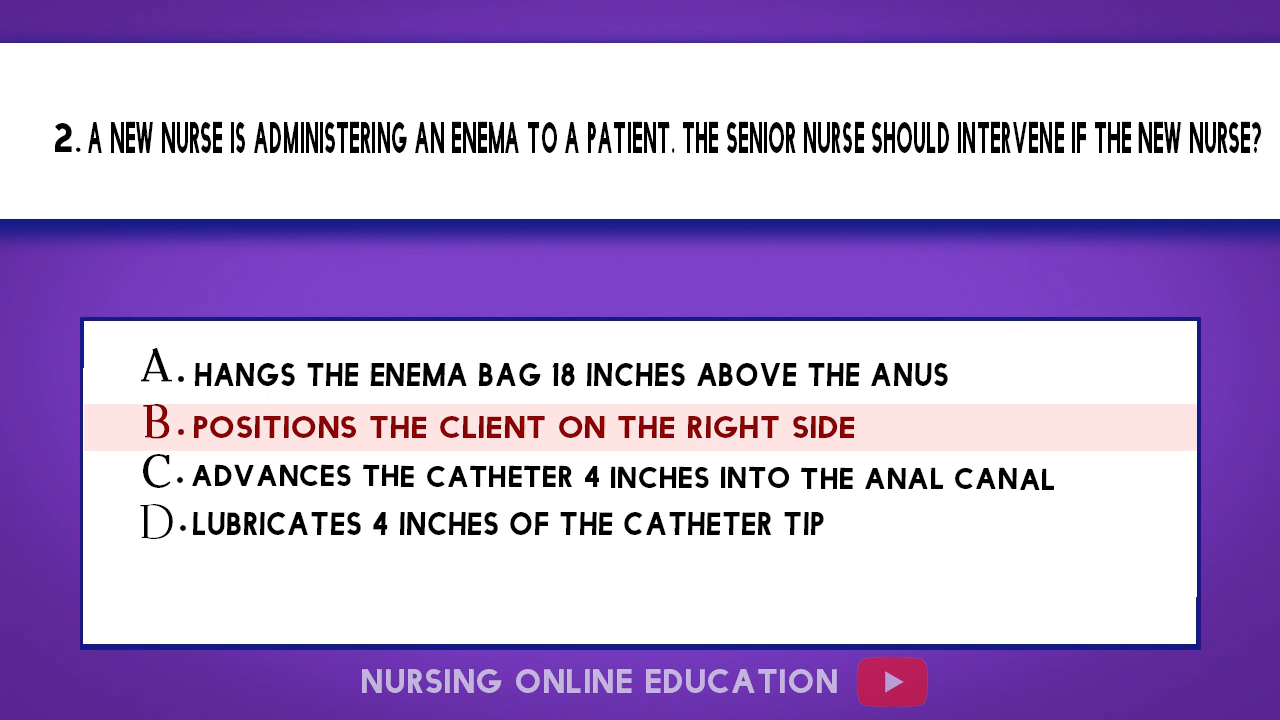 2. A NEW NURSE IS ADMINISTERING AN ENEMA TO A PATIENT. THE SENIOR NURSE SHOULD INTERVENE IF THE NEW NURSE?
A. HANGS THE ENEMA BAG 18 INCHES ABOVE THE ANUS
B. POSITIONS THE CLIENT ON THE RIGHT SIDE
C. ADVANCES THE CATHETER 4 INCHES INTO THE ANAL CANAL
D. LUBRICATES 4 INCHES OF THE CATHETER TIP
NURSING ONLINE EDUCATION